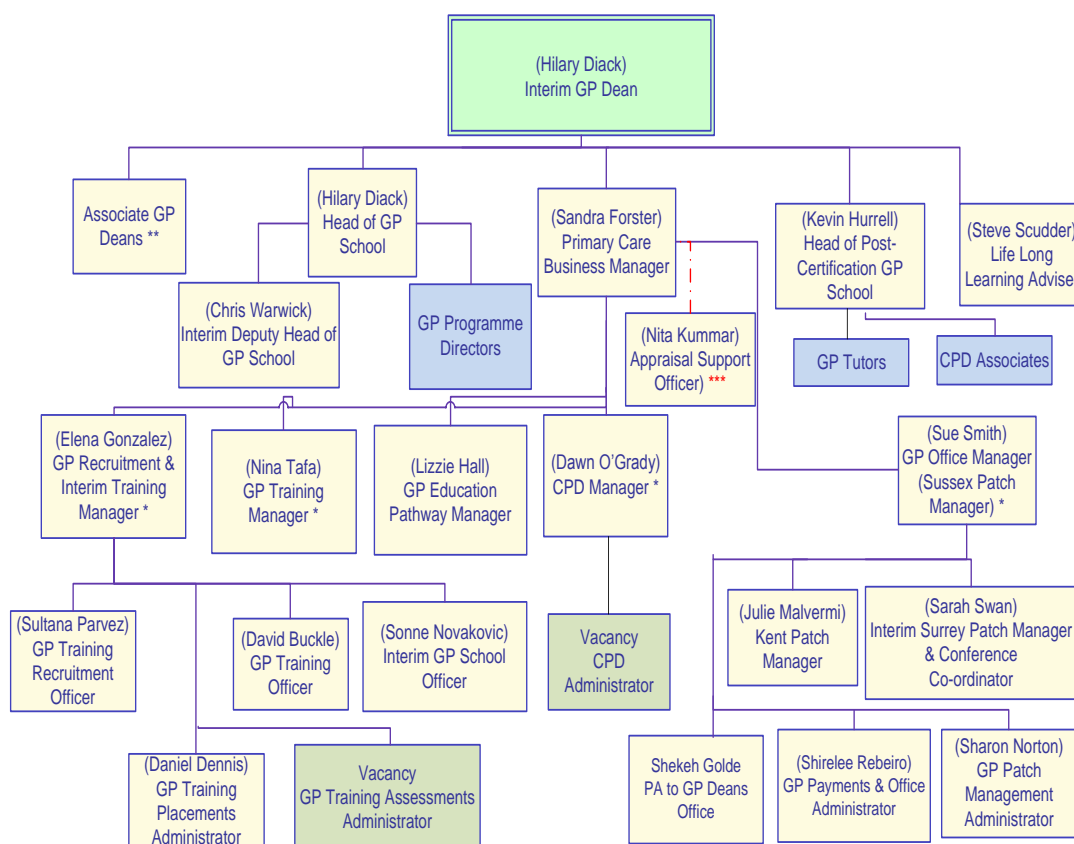 (Hilary Diack)
Interim GP Dean
Associate GP
Deans **
(Hilary Diack)
Head of GP
School
(Sandra Forster)
Primary Care
Business Manager
(Kevin Hurrell)
Head of Post-
Certification GP
School
(Steve Scudder)
Life Long
Learning Advise
(Chris Warwick)
Interim Deputy Head of
GP School
GP Programme
Directors
(Nita Kummar)
Appraisal Support
Officer) ***
GP Tutors
CPD Associates
(Elena Gonzalez)
GP Recruitment &
Interim Training
Manager *
(Nina Tafa)
GP Training
Manager *
(Lizzie Hall)
GP Education
Pathway Manager
(Dawn O'Grady)
CPD Manager *
(Sue Smith)
GP Office Manager
(Sussex Patch
Manager) *
(Sultana Parvez)
GP Training
Recruitment
Officer
(David Buckle)
GP Training
Officer
(Sonne Novakovic)
Interim GP School
Officer
Vacancy
CPD
Administrator
(Julie Malvermi)
Kent Patch
Manager
(Sarah Swan)
Interim Surrey Patch Manager
& Conference
Co-ordinator
(Daniel Dennis)
GP Training
Placements
Administrator
Vacancy
GP Training Assessments
Administrator
Shekeh Golde
PA to GP Deans
Office
(Shirelee Rebeiro)
GP Payments & Office
Administrator
(Sharon Norton)
GP Patch
Management
Administrator